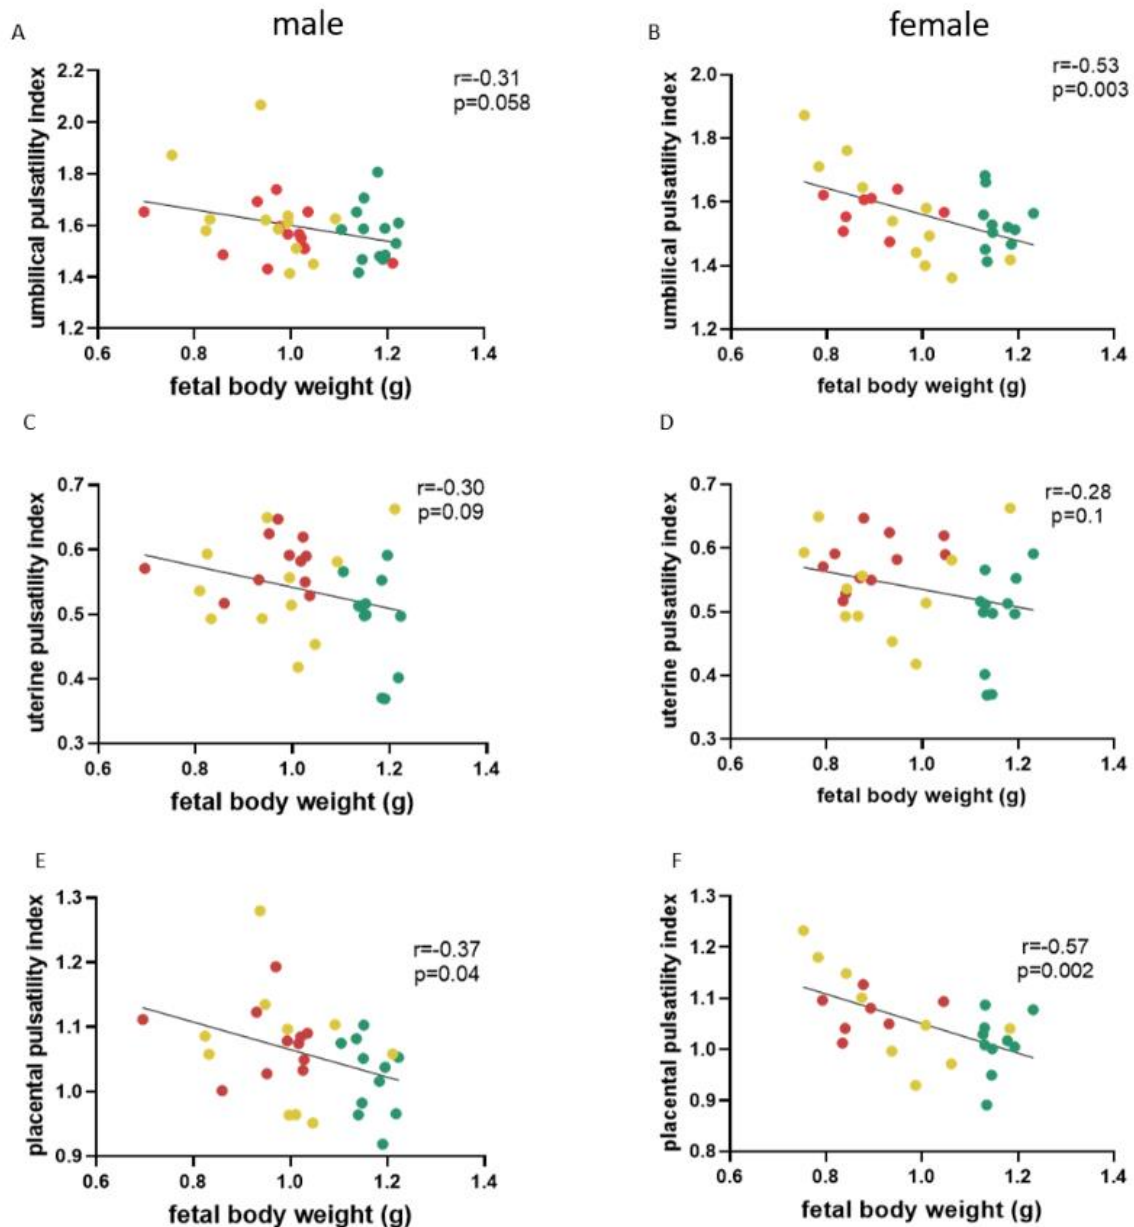 male
female
A
B
r=-0.31
p=0.058
r=-0.53
p=0.003
umbilical pulsatility index
2.2
2.0
1.8
1.6
1.4
1.2
0.6 0.8 1.0 1.2 1.4
fetal body weight (g)
umbilical pulsatility index
2.0
1.8
1.6
1.4
1.2
0.6 0.8 1.0 1.2 1.4
fetal body weight (g)
C
D
r=-0.30
p=0.09
r=-0.28
p=0.1
uterine pulsatility index
0.7
0.6
0.5
0.4
0.3
0.6 0.8 1.0 1.2 1.4
fetal body weight (g)
uterine pulsatility index
0.7
0.6
0.5
0.4
0.3
0.6 0.8 1.0 1.2 1.4
fetal body weight (g)
E
F
r=-0.37
p=0.04
r=-0.57
p=0.002
placental pulsatility index
1.3
1.2
1.1
1.0
0.9
0.6 0.8 1.0 1.2 1.4
fetal body weight (g)
placental pulsatility index
1.3
1.2
1.1
1.0
0.9
0.8
0.6 0.8 1.0 1.2 1.4
fetal body weight (g)